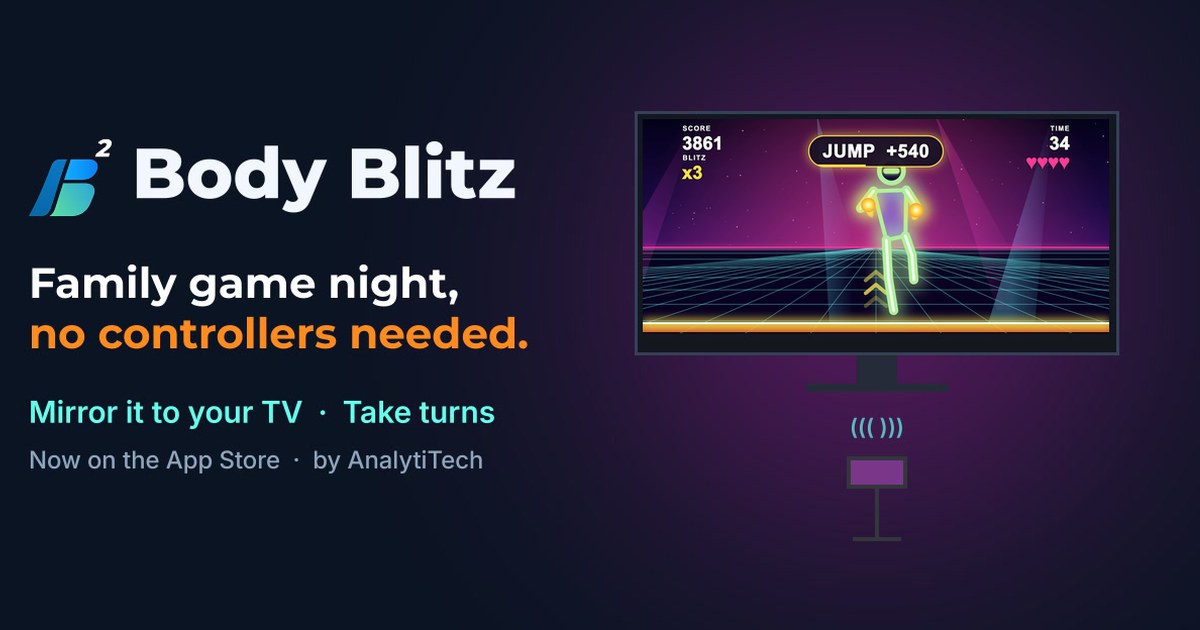 B²
Body Blitz
Family game night,
no controllers needed.
Mirror it to your TV · Take turns
Now on the App Store · by AnalytiTech
SCORE
3861
BLITZ
x3
JUMP +540
TIME
34